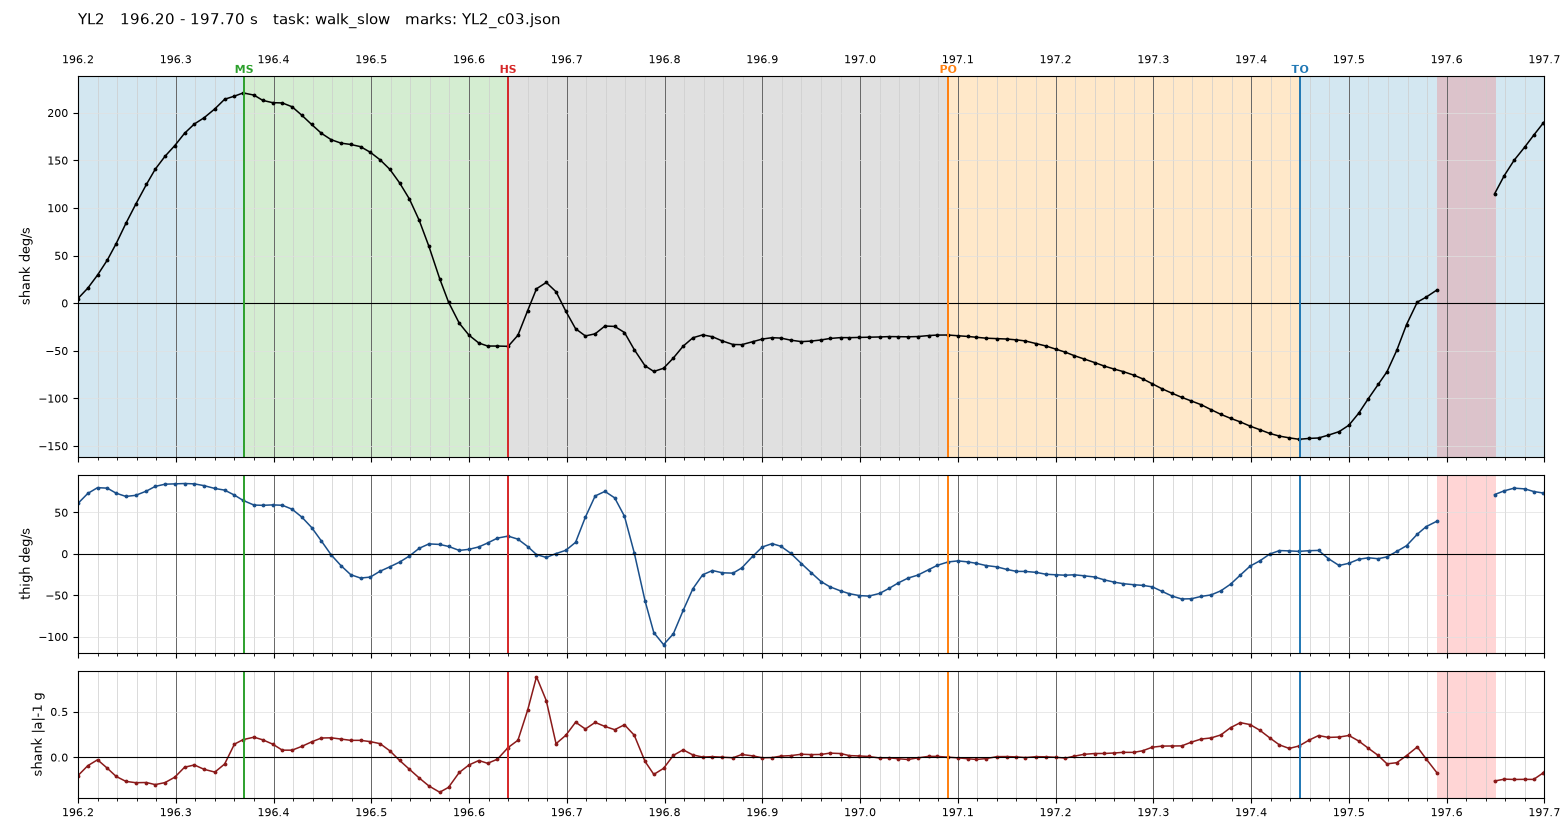 YL2   196.20 - 197.70 s   task: walk_slow   marks: YL2_c03.json
196.2 196.3 196.4 196.5 196.6 196.7 196.8 196.9 197.0 197.1 197.2 197.3 197.4 197.5 197.6 197.7
MS HS PO TO
shank deg/s
200
150
100
50
0
−50
−100
−150
thigh deg/s
50
0
−50
−100
shank |a|-1 g
0.5
0.0
196.2 196.3 196.4 196.5 196.6 196.7 196.8 196.9 197.0 197.1 197.2 197.3 197.4 197.5 197.6 197.7